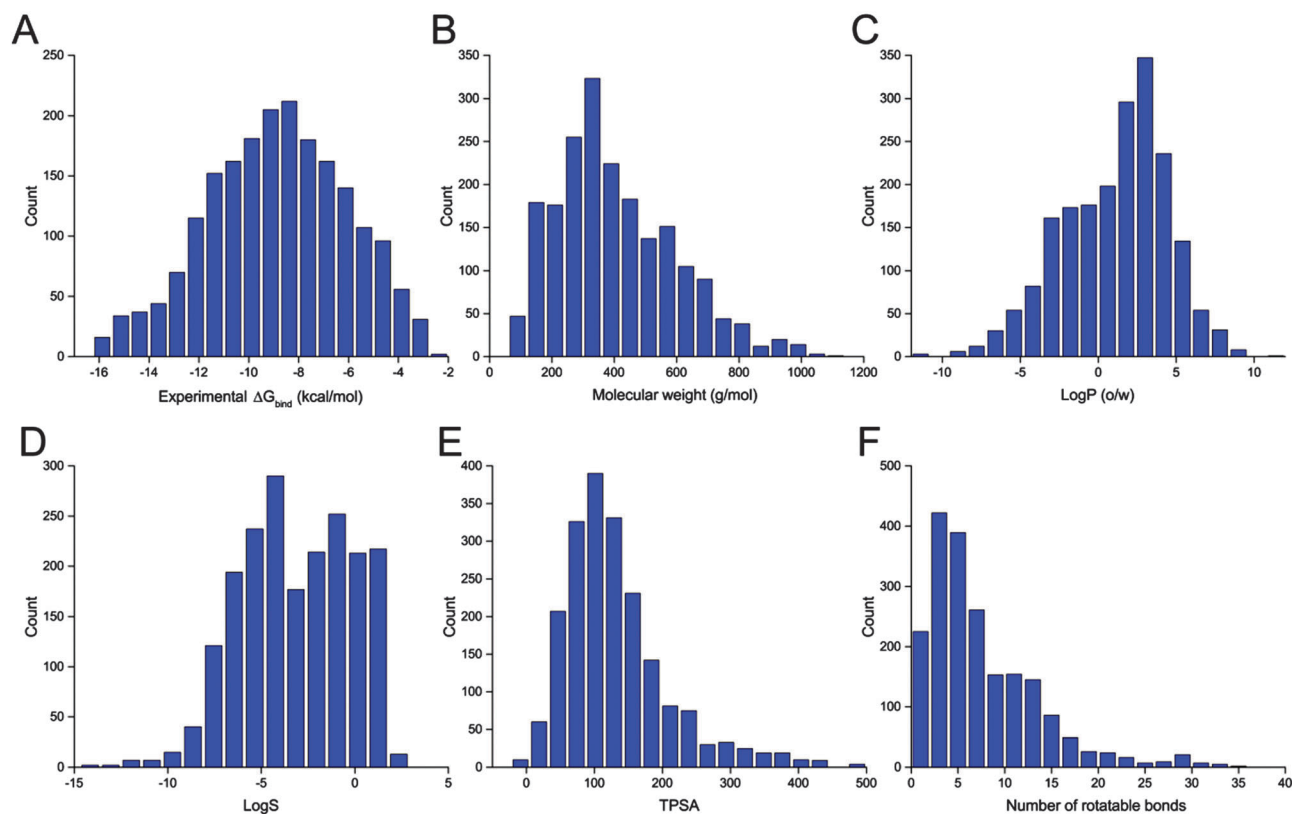 A
250
200
150
100
50
0
Count
-16 -14 -12 -10 -8 -6 -4 -2
Experimental ΔGbind (kcal/mol)
B
350
300
250
200
150
100
50
0
Count
200 400 600 800 1000 1200
Molecular weight (g/mol)
C
350
300
250
200
150
100
50
0
Count
-10 -5 0 5 10
LogP (o/w)
D
300
250
200
150
100
50
0
Count
-15 -10 -5 0 5
LogS
E
400
350
300
250
200
150
100
50
0
Count
0 100 200 300 400 500
TPSA
F
500
400
300
200
100
0
Count
0 5 10 15 20 25 30 35 40
Number of rotatable bonds